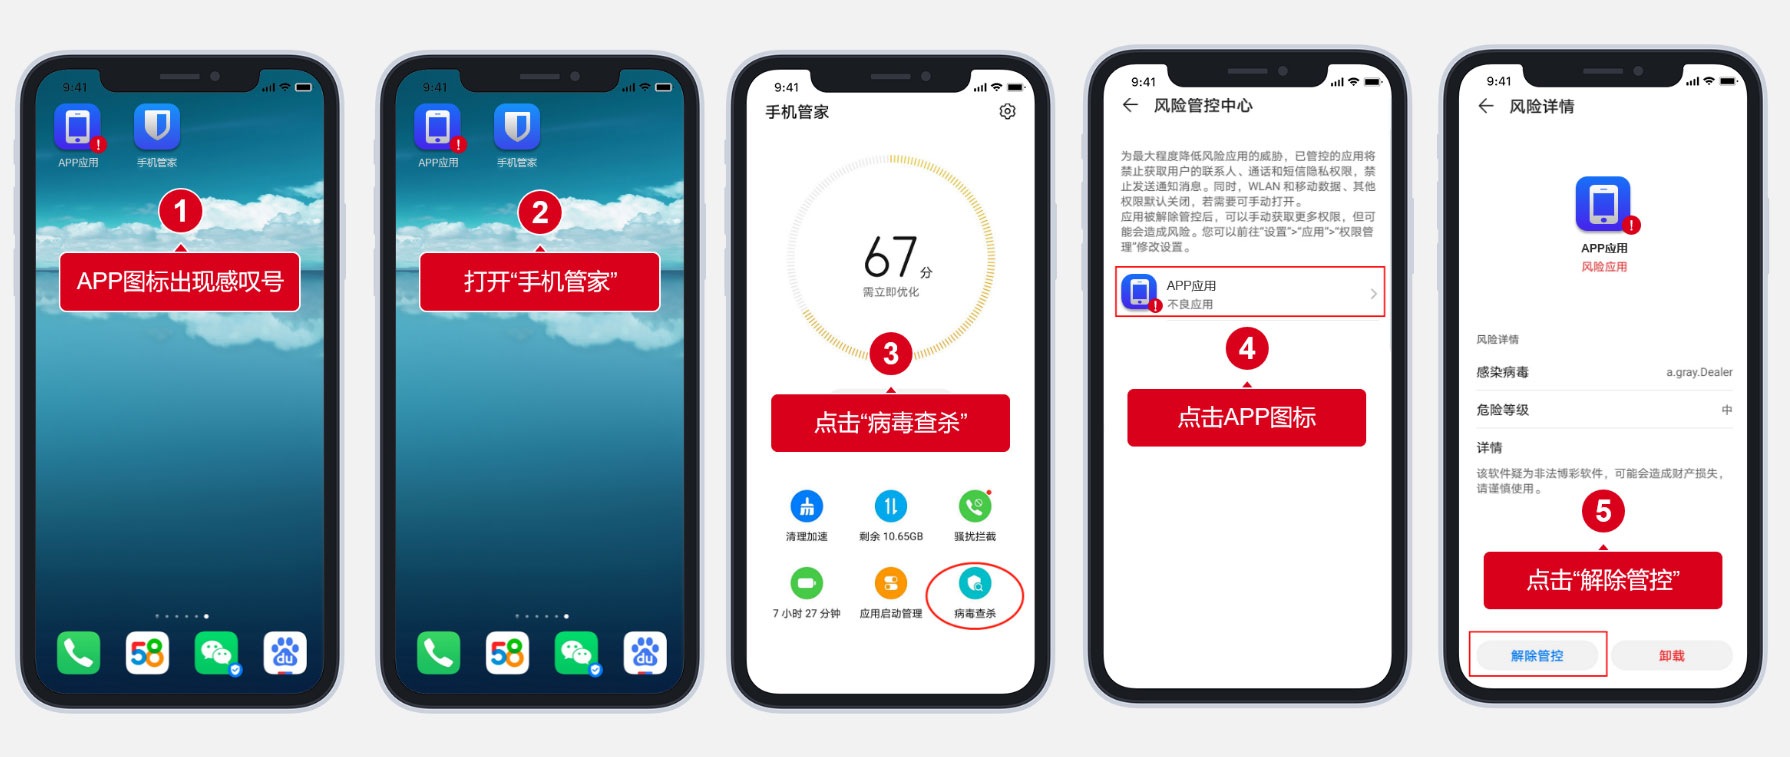 9:41
APP应用
手机管家
1
APP图标出现感叹号
58
du
9:41
APP应用
手机管家
2
打开“手机管家”
58
du
9:41
手机管家
67分
需立即优化
3
点击“病毒查杀”
清理加速
剩余 10.65GB
骚扰拦截
7 小时 27 分钟
应用启动管理
病毒查杀
9:41
风险管控中心
为最大程度降低风险应用的威胁，已管控的应用将
禁止获取用户的联系人、通话和短信隐私权限，禁
止发送通知消息。同时，WLAN 和移动数据、其他
权限默认关闭，若需要可手动打开。
应用被解除管控后，可以手动获取更多权限，但可
能会造成风险。您可以前往“设置”>“应用”>“权限管
理”修改设置。
APP应用
不良应用
4
点击APP图标
9:41
风险详情
APP应用
风险应用
风险详情
感染病毒
a.gray.Dealer
危险等级
中
详情
该软件疑为非法博彩软件，可能会造成财产损失，
请谨慎使用。
5
点击“解除管控”
解除管控
卸载